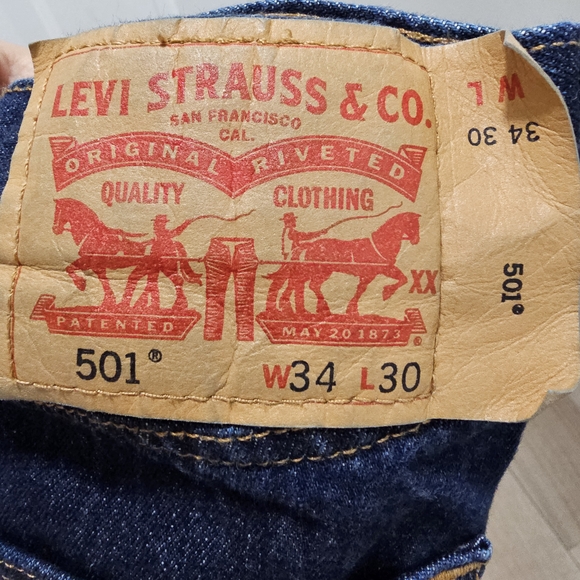 LEVI STRAUSS & CO.
SAN FRANCISCO
CAL.
ORIGINAL RIVETED
QUALITY CLOTHING
XX
PATENTED MAY 20 1873 ®
501® W34 L30
W L
34 30
501®